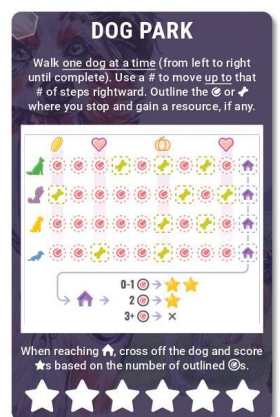 DOG PARK
Walk one dog at a time (from left to right
until complete). Use a # to move up to that
# of steps rightward. Outline the or
where you stop and gain a resource, if any.
0-1 →
2 →
3+ → ×
When reaching , cross off the dog and score
★s based on the number of outlined s.